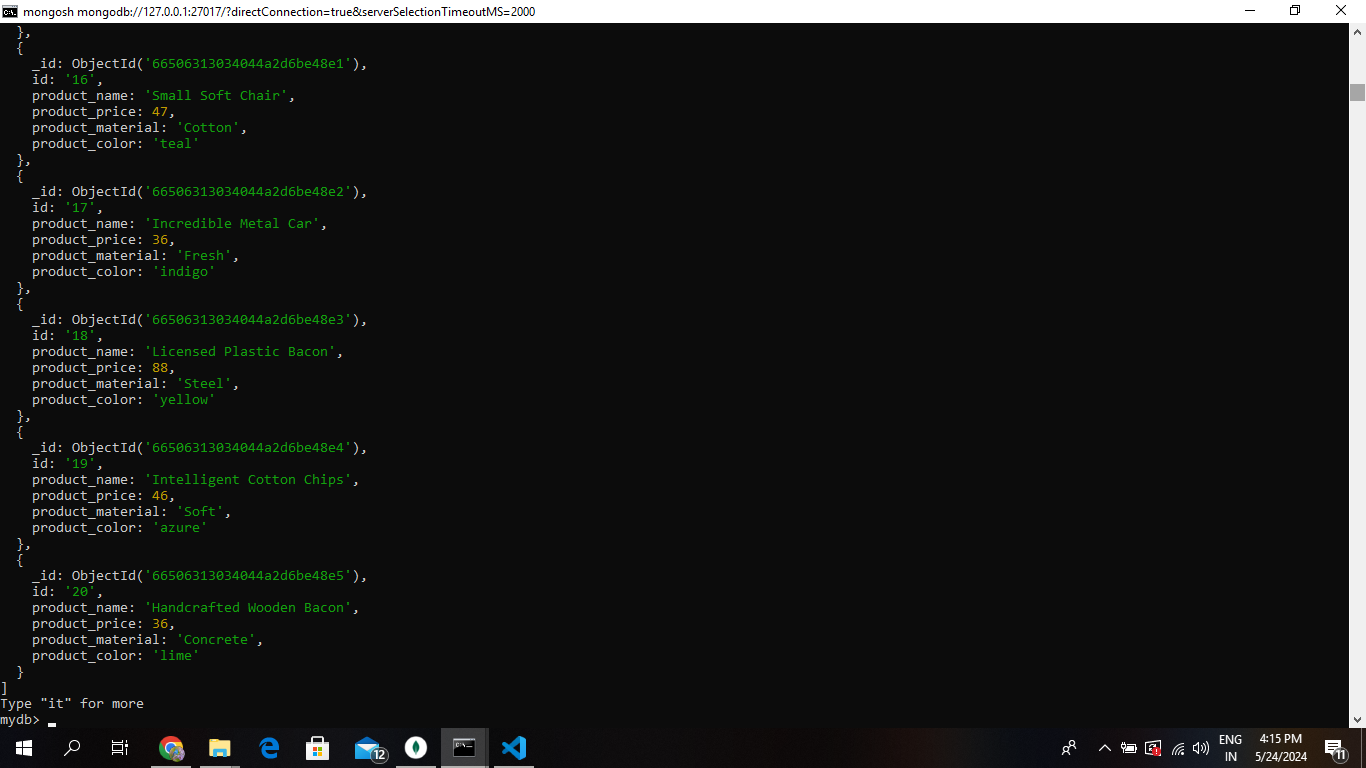 mongosh mongodb://127.0.0.1:27017/?directConnection=true&serverSelectionTimeoutMS=2000
},
{
_id: ObjectId('66506313034044a2d6be48e1'),
id: '16',
product_name: 'Small Soft Chair',
product_price: 47,
product_material: 'Cotton',
product_color: 'teal'
},
{
_id: ObjectId('66506313034044a2d6be48e2'),
id: '17',
product_name: 'Incredible Metal Car',
product_price: 36,
product_material: 'Fresh',
product_color: 'indigo'
},
{
_id: ObjectId('66506313034044a2d6be48e3'),
id: '18',
product_name: 'Licensed Plastic Bacon',
product_price: 88,
product_material: 'Steel',
product_color: 'yellow'
},
{
_id: ObjectId('66506313034044a2d6be48e4'),
id: '19',
product_name: 'Intelligent Cotton Chips',
product_price: 46,
product_material: 'Soft',
product_color: 'azure'
},
{
_id: ObjectId('66506313034044a2d6be48e5'),
id: '20',
product_name: 'Handcrafted Wooden Bacon',
product_price: 36,
product_material: 'Concrete',
product_color: 'lime'
}
]
Type "it" for more
mydb>
12
ENG
IN
4:15 PM
5/24/2024
11